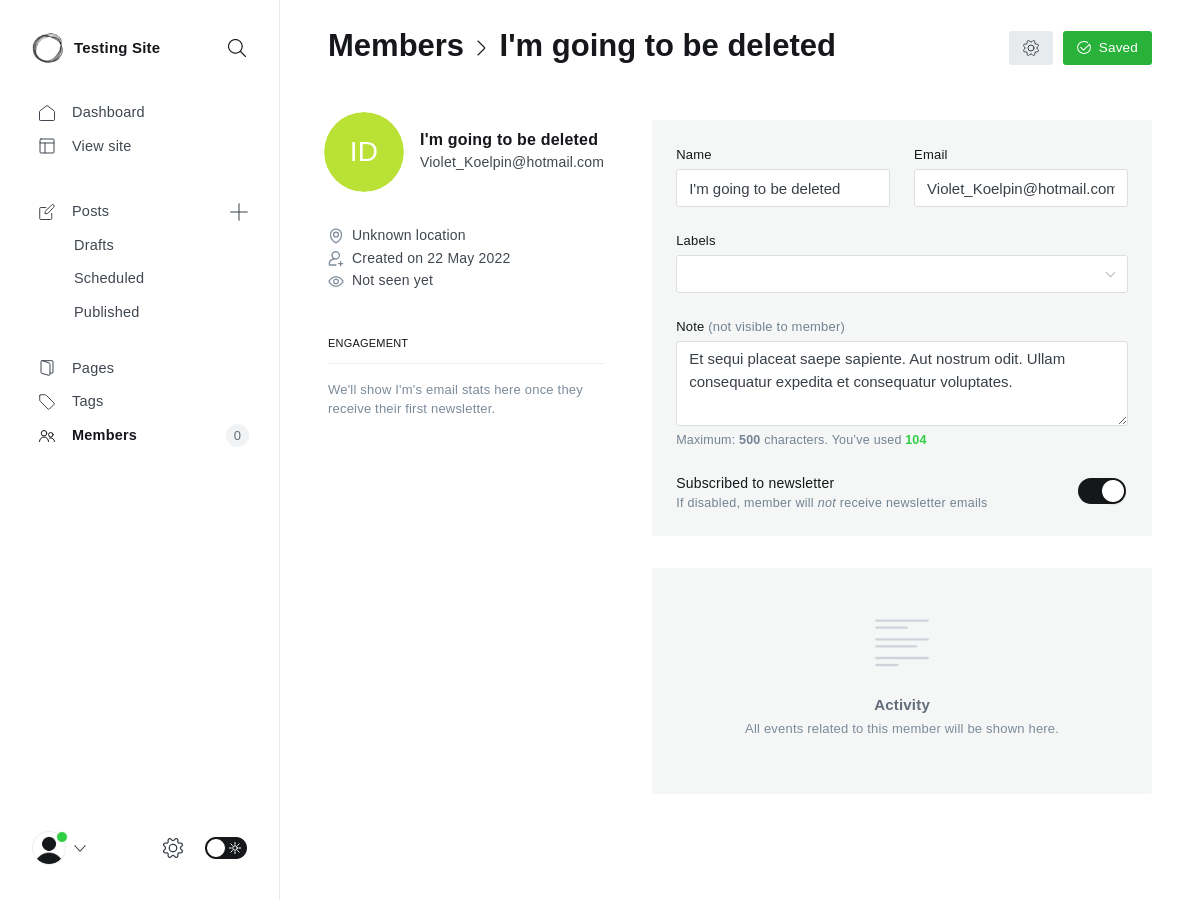 Testing Site
Dashboard
View site
Posts
Drafts
Scheduled
Published
Pages
Tags
Members
0
Members
I'm going to be deleted
Saved
ID
I'm going to be deleted
Violet_Koelpin@hotmail.com
Unknown location
Created on 22 May 2022
Not seen yet
ENGAGEMENT
We'll show I'm's email stats here once they
receive their first newsletter.
Name
Email
I'm going to be deleted
Violet_Koelpin@hotmail.com
Labels
Note (not visible to member)
Et sequi placeat saepe sapiente. Aut nostrum odit. Ullam
consequatur expedita et consequatur voluptates.
Maximum: 500 characters. You’ve used 104
Subscribed to newsletter
If disabled, member will not receive newsletter emails
Activity
All events related to this member will be shown here.